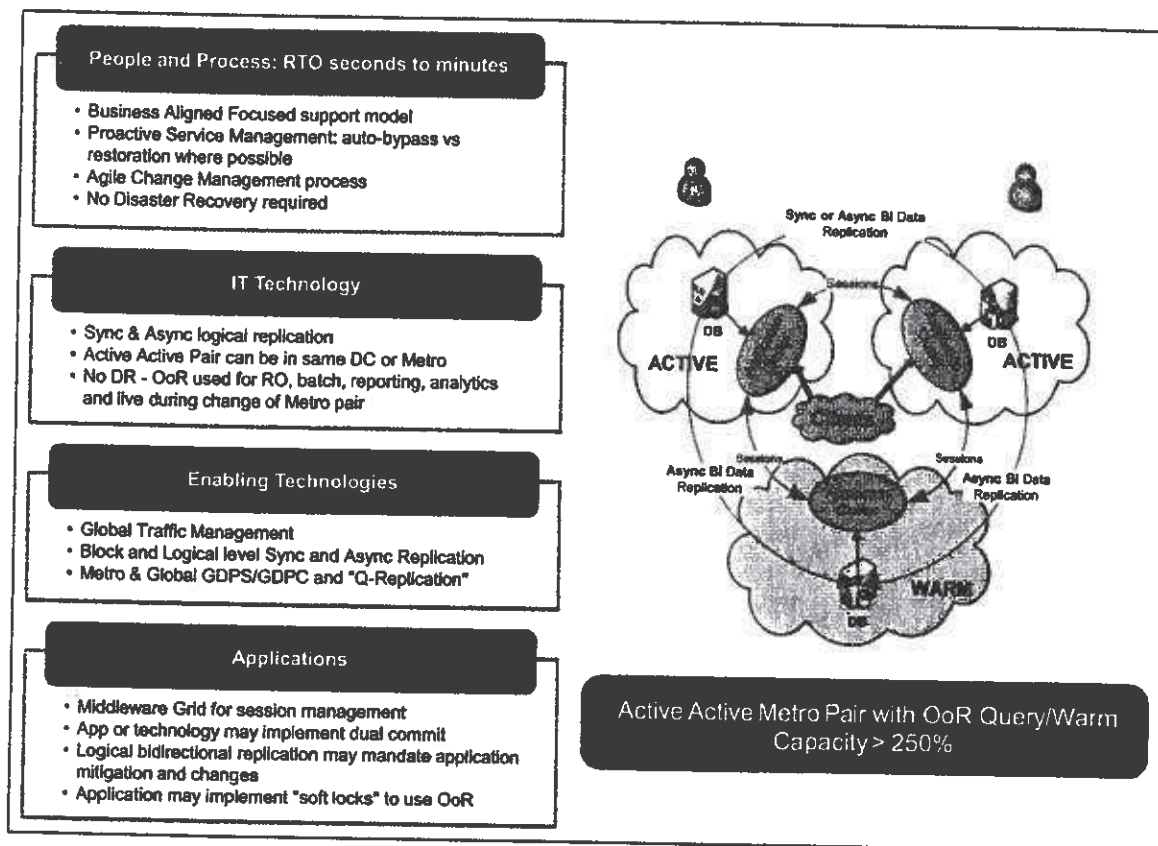 People and Process: RTO seconds to minutes
• Business Aligned Focused support model
• Proactive Service Management: auto-bypass vs
restoration where possible
• Agile Change Management process
• No Disaster Recovery required
IT Technology
• Sync & Async logical replication
• Active Active Pair can be in same DC or Metro
• No DR - OoR used for RO, batch, reporting, analytics
and live during change of Metro pair
Enabling Technologies
• Global Traffic Management
• Block and Logical level Sync and Async Replication
• Metro & Global GDPS/GDPC and "Q-Replication"
Applications
• Middleware Grid for session management
• App or technology may implement dual commit
• Logical bidirectional replication may mandate application
mitigation and changes
• Application may implement "soft locks" to use OoR
Sync or Async BI Data
Replication
Sessions
DB
DB
ACTIVE
ACTIVE
Sessions
Sessions
Async BI Data
Replication
Async BI Data
Replication
WARM
DB
Active Active Metro Pair with OoR Query/Warm
Capacity > 250%